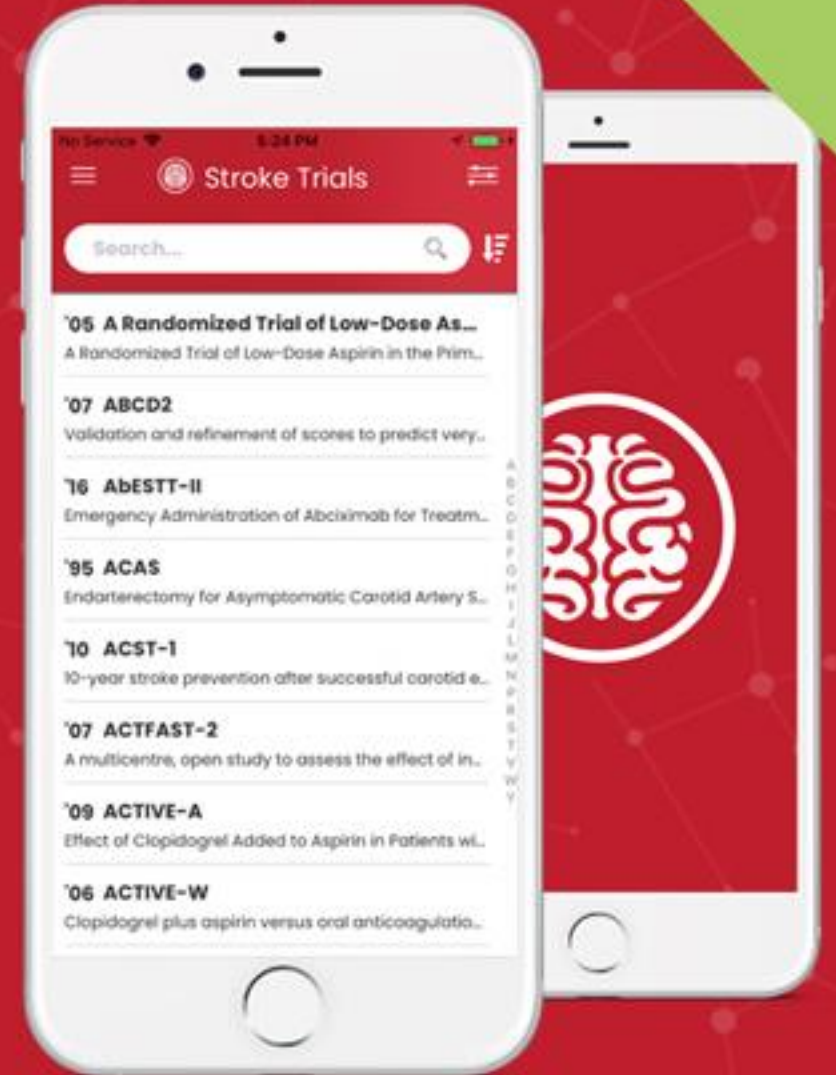 No Service 5:24 PM
Stroke Trials
Search...
'05 A Randomized Trial of Low-Dose As...
A Randomized Trial of Low-Dose Aspirin in the Prim...
'07 ABCD2
Validation and refinement of scores to predict very...
'16 AbESTT-II
Emergency Administration of Abciximab for Treatm...
'95 ACAS
Endarterectomy for Asymptomatic Carotid Artery S...
'10 ACST-1
10-year stroke prevention after successful carotid e...
'07 ACTFAST-2
A multicentre, open study to assess the effect of in...
'09 ACTIVE-A
Effect of Clopidogrel Added to Aspirin in Patients wi...
'06 ACTIVE-W
Clopidogrel plus aspirin versus oral anticoagulatio...
A
B
C
D
E
F
G
H
I
J
L
M
N
P
R
S
T
V
W
Y